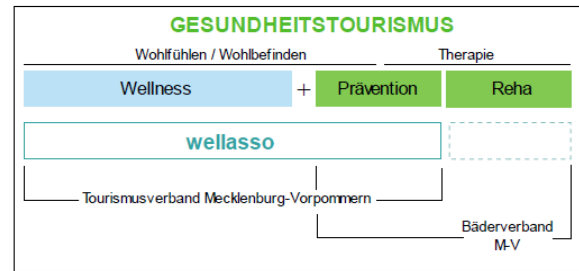 GESUNDHEITSTOURISMUS
Wohlfühlen / Wohlbefinden Therapie
Wellness + Prävention Reha
wellasso
Tourismusverband Mecklenburg-Vorpommern
Bäderverband
M-V